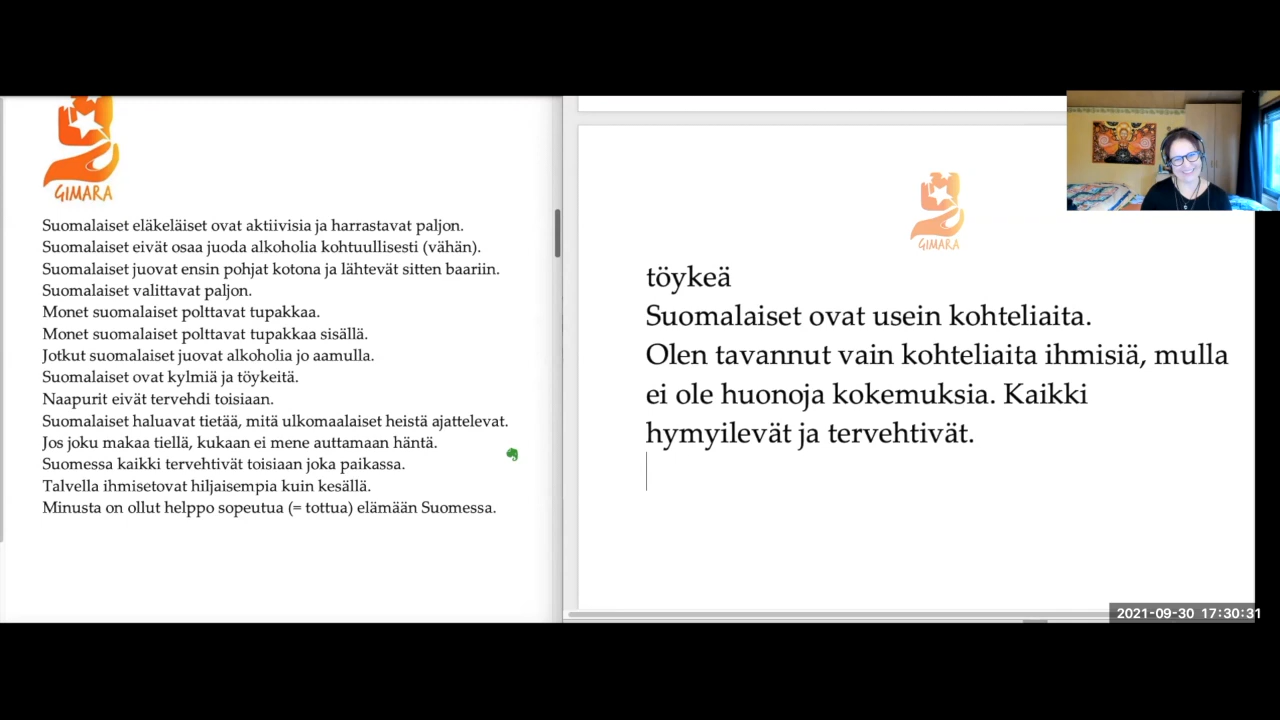 GIMARA
Suomalaiset eläkeläiset ovat aktiivisia ja harrastavat paljon.
Suomalaiset eivät osaa juoda alkoholia kohtuullisesti (vähän).
Suomalaiset juovat ensin pohjat kotona ja lähtevät sitten baariin.
Suomalaiset valittavat paljon.
Monet suomalaiset polttavat tupakkaa.
Monet suomalaiset polttavat tupakkaa sisällä.
Jotkut suomalaiset juovat alkoholia jo aamulla.
Suomalaiset ovat kylmiä ja töykeitä.
Naapurit eivät tervehdi toisiaan.
Suomalaiset haluavat tietää, mitä ulkomaalaiset heistä ajattelevat.
Jos joku makaa tiellä, kukaan ei mene auttamaan häntä.
Suomessa kaikki tervehtivät toisiaan joka paikassa.
Talvella ihmisetovat hiljaisempia kuin kesällä.
Minusta on ollut helppo sopeutua (= tottua) elämään Suomessa.
GIMARA
töykeä
Suomalaiset ovat usein kohteliaita.
Olen tavannut vain kohteliaita ihmisiä, mulla
ei ole huonoja kokemuksia. Kaikki
hymyilevät ja tervehtivät.
2021-09-30 17:30:31